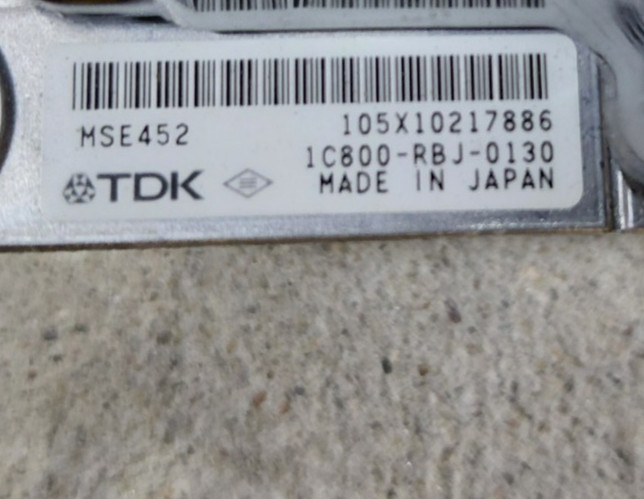 MSE452
105X10217886
1C800-RBJ-0130
TDK
MADE IN JAPAN